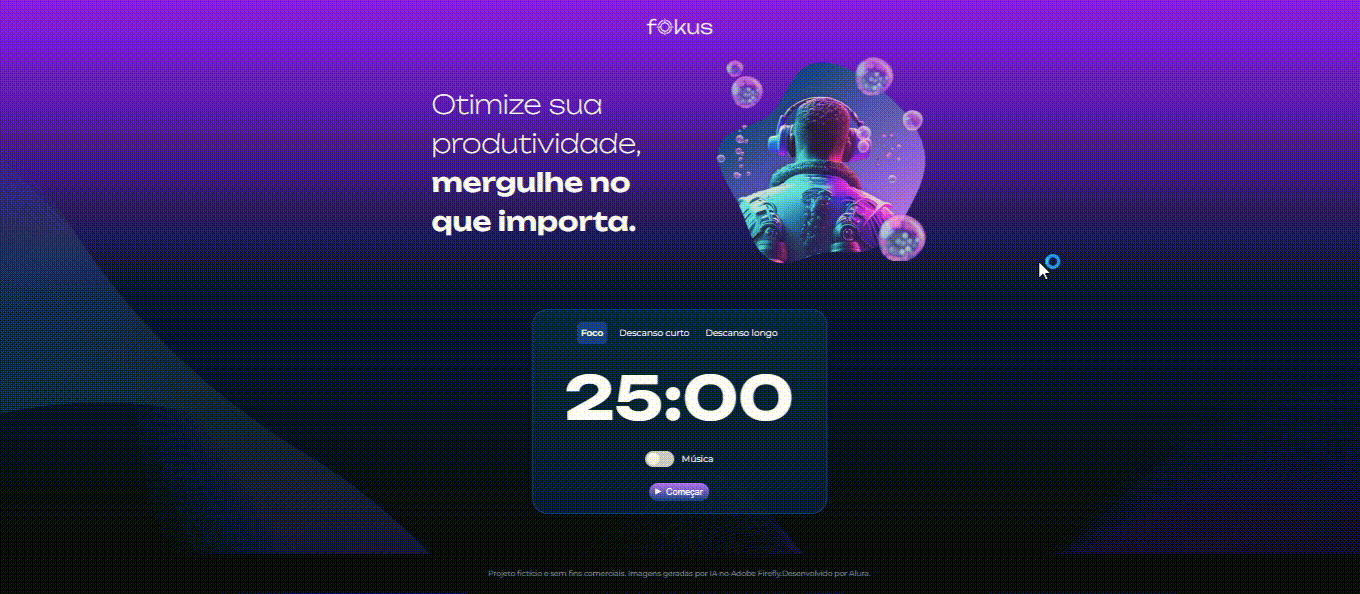 fokus
Otimize sua
produtividade,
mergulhe no
que importa.
Foco Descanso curto Descanso longo
25:00
Música
Começar
Projeto fictício e sem fins comerciais. Imagens geradas por IA no Adobe Firefly.Desenvolvido por Alura.